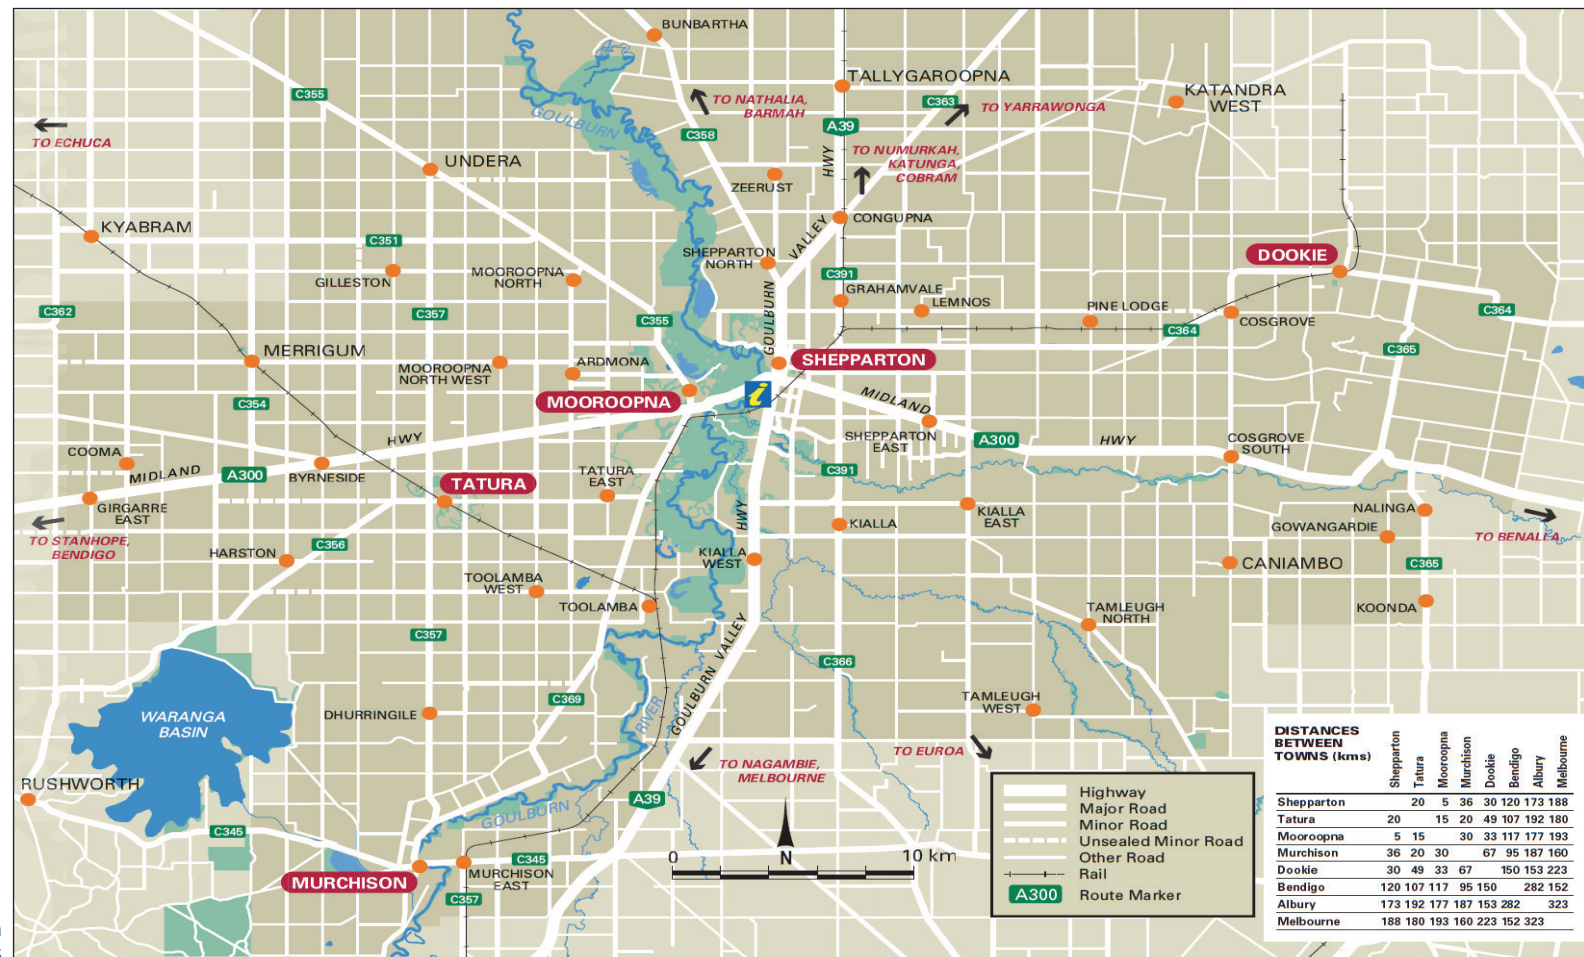 BUNBARTHA
TALLYGAROOPNA
KATANDRA
WEST
C355
C363
TO YARRAWONGA
TO NATHALIA,
BARMAH
A39
HWY
TO ECHUCA
GOULBURN
C358
TO NUMURKAH,
KATUNGA,
COBRAM
UNDERA
ZEERUST
KYABRAM
CONGUPNA
VALLEY
C351
SHEPPARTON
NORTH
DOOKIE
GILLESTON
MOOROOPNA
NORTH
C391
GRAHAMVALE
LEMNOS
PINE LODGE
C362
C357
C355
GOULBURN
C364
COSGROVE
C364
MERRIGUM
C365
MOOROOPNA
NORTH WEST
ARDMONA
SHEPPARTON
MOOROOPNA
i
MIDLAND
C354
HWY
SHEPPARTON
EAST
A300
HWY
COSGROVE
SOUTH
COOMA
MIDLAND
A300
BYRNESIDE
TATURA
TATURA
EAST
C391
GIRGARRE
EAST
HWY
KIALLA
KIALLA
EAST
NALINGA
GOWANGARDIE
TO BENALLA
TO STANHOPE,
BENDIGO
HARSTON
C356
KIALLA
WEST
CANIAMBO
C365
TOOLAMBA
WEST
TOOLAMBA
TAMLEUGH
NORTH
KOONDA
C357
GOULBURN VALLEY
C366
C369
RIVER
TAMLEUGH
WEST
WARANGA
BASIN
DHURRINGILE
TO EUROA
TO NAGAMBIE,
MELBOURNE
RUSHWORTH
A39
GOULBURN
C345
C345
MURCHISON
MURCHISON
EAST
C357
0
N
10 km
Highway
Major Road
Minor Road
Unsealed Minor Road
Other Road
Rail
A300 Route Marker
DISTANCES
BETWEEN
TOWNS (kms)
Shepparton Tatura Mooroopna Murchison Dookie Bendigo Albury Melbourne
Shepparton 20 5 36 30 120 173 188
Tatura 20 15 20 49 107 192 180
Mooroopna 5 15 30 33 117 177 193
Murchison 36 20 30 67 95 187 160
Dookie 30 49 33 67 150 153 223
Bendigo 120 107 117 95 150 282 152
Albury 173 192 177 187 153 282 323
Melbourne 188 180 193 160 223 152 323